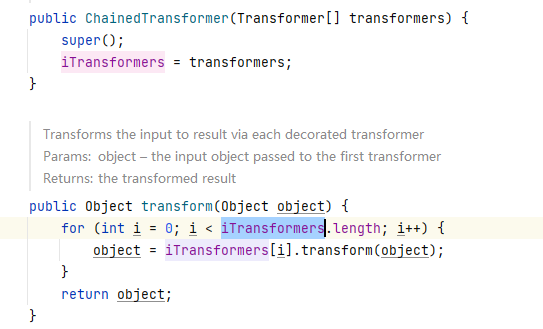 public ChainedTransformer(Transformer[] transformers) {
super();
iTransformers = transformers;
}
Transforms the input to result via each decorated transformer
Params: object – the input object passed to the first transformer
Returns: the transformed result
public Object transform(Object object) {
for (int i = 0; i < iTransformers.length; i++) {
object = iTransformers[i].transform(object);
}
return object;
}